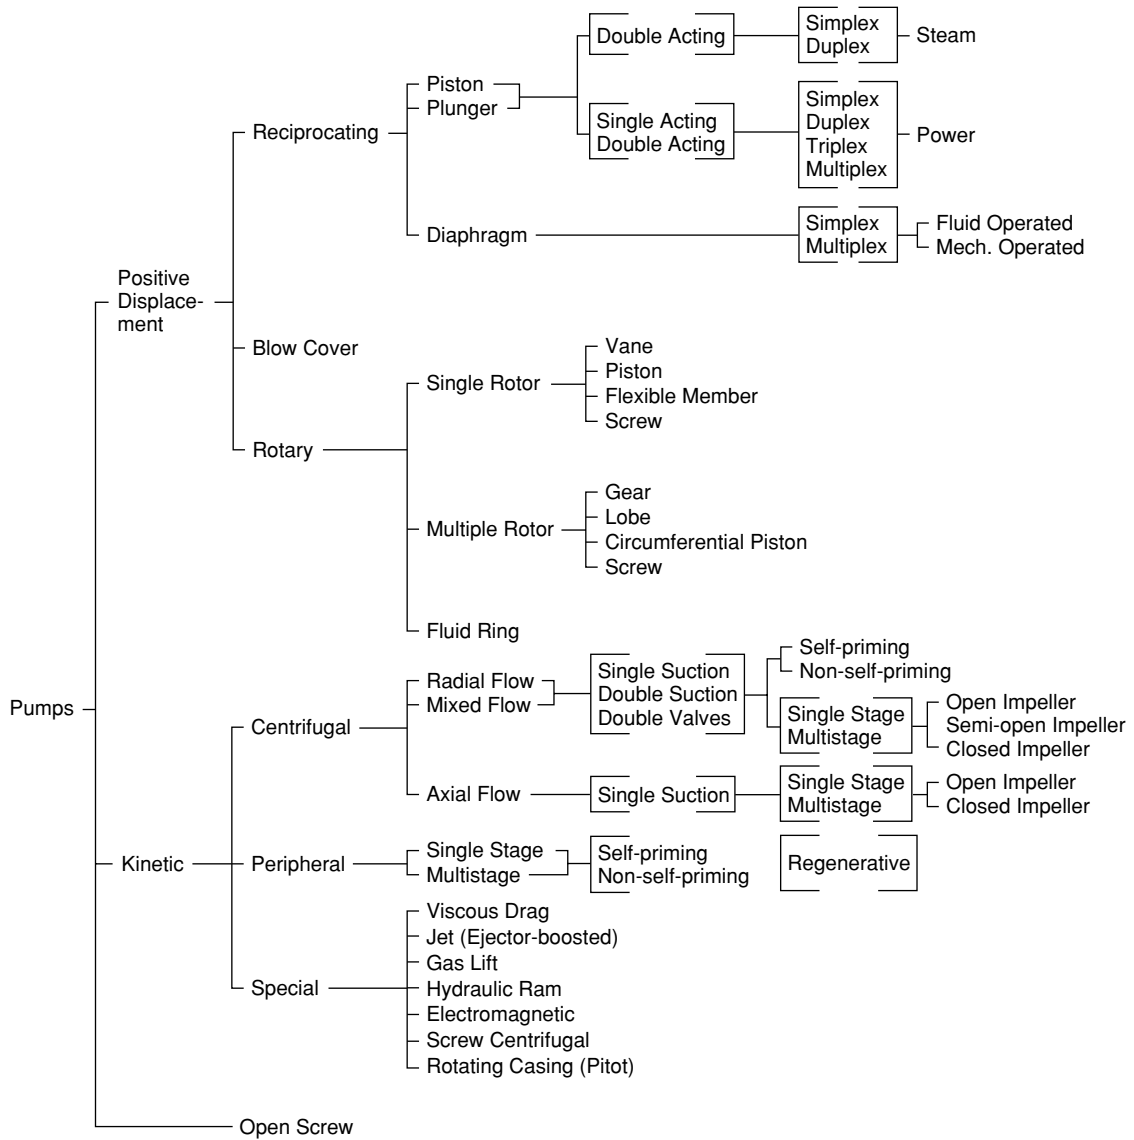 Double Acting
Simplex
Duplex
Steam
Piston
Plunger
Single Acting
Double Acting
Simplex
Duplex
Triplex
Multiplex
Power
Reciprocating
Diaphragm
Simplex
Multiplex
Fluid Operated
Mech. Operated
Positive
Displace-
ment
Blow Cover
Rotary
Single Rotor
Vane
Piston
Flexible Member
Screw
Multiple Rotor
Gear
Lobe
Circumferential Piston
Screw
Fluid Ring
Pumps
Kinetic
Centrifugal
Radial Flow
Mixed Flow
Single Suction
Double Suction
Double Valves
Self-priming
Non-self-priming
Single Stage
Multistage
Open Impeller
Semi-open Impeller
Closed Impeller
Axial Flow
Single Suction
Single Stage
Multistage
Open Impeller
Closed Impeller
Peripheral
Single Stage
Multistage
Self-priming
Non-self-priming
Regenerative
Special
Viscous Drag
Jet (Ejector-boosted)
Gas Lift
Hydraulic Ram
Electromagnetic
Screw Centrifugal
Rotating Casing (Pitot)
Open Screw